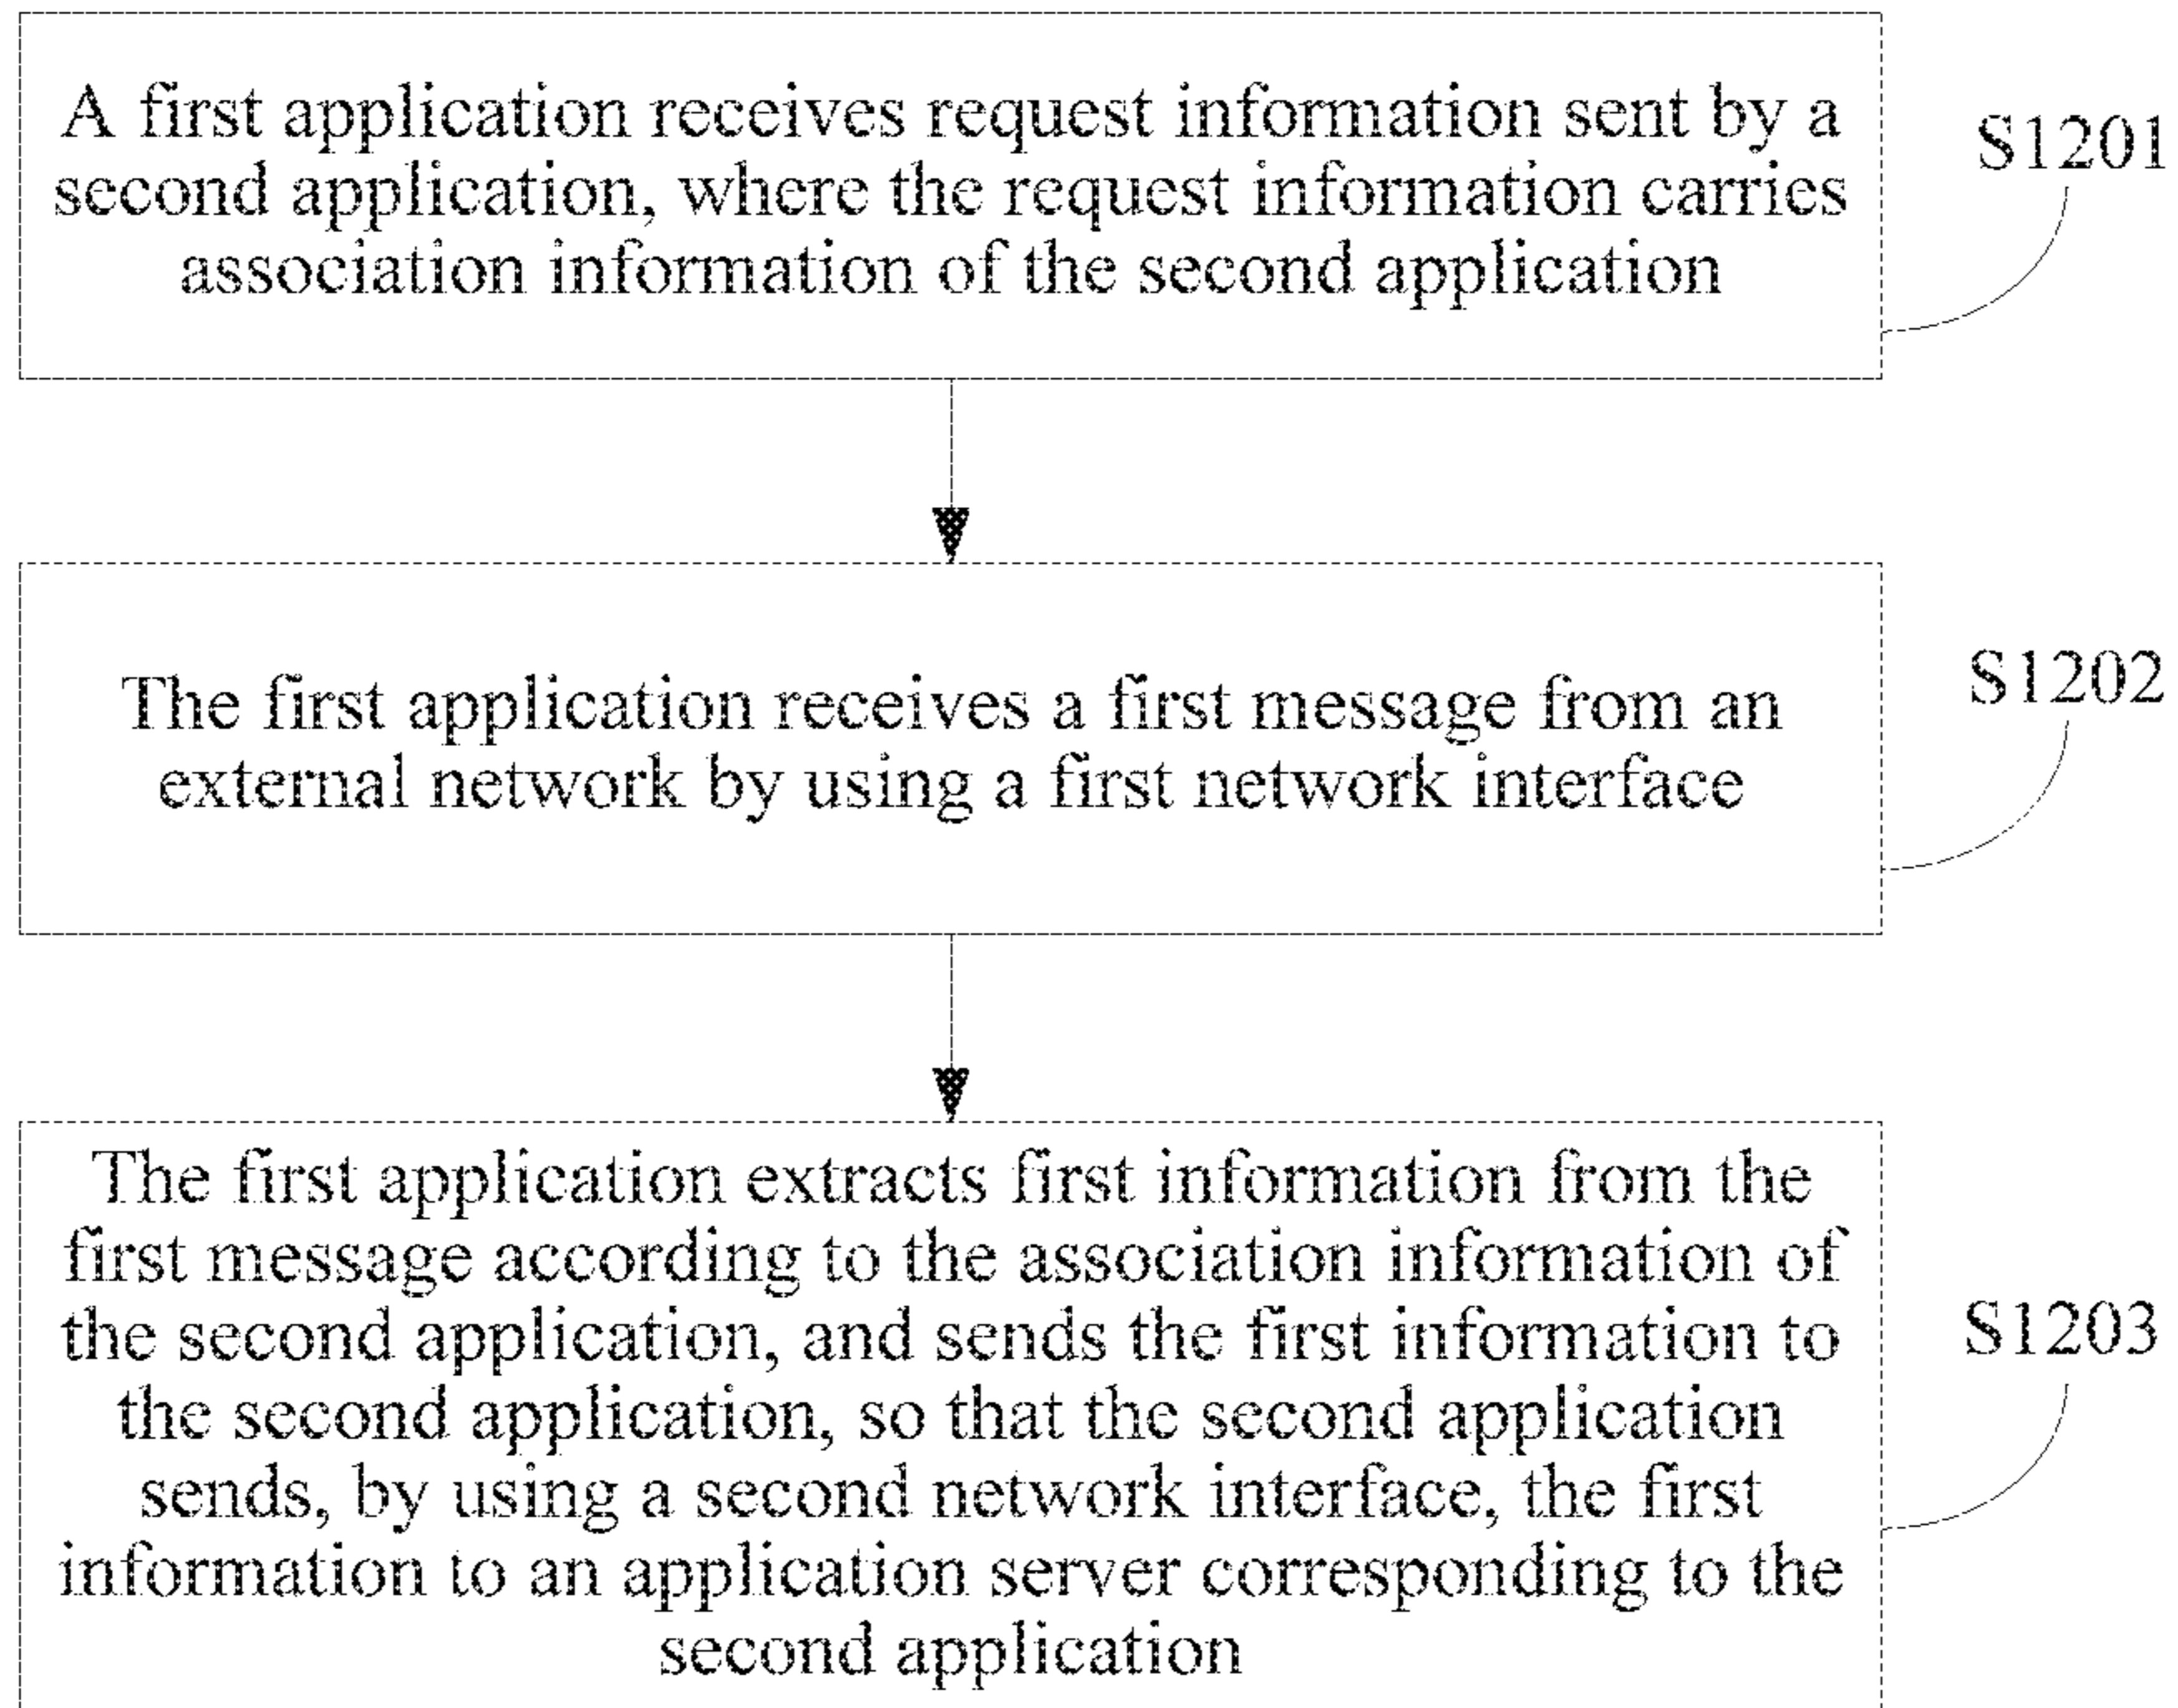 A first application receives request information sent by a
second application, where the request information carries
association information of the second application
S1201
The first application receives a first message from an
external network by using a first network interface
S1202
The first application extracts first information from the
first message according to the association information of
the second application, and sends the first information to
the second application, so that the second application
sends, by using a second network interface, the first
information to an application server corresponding to the
second application
S1203